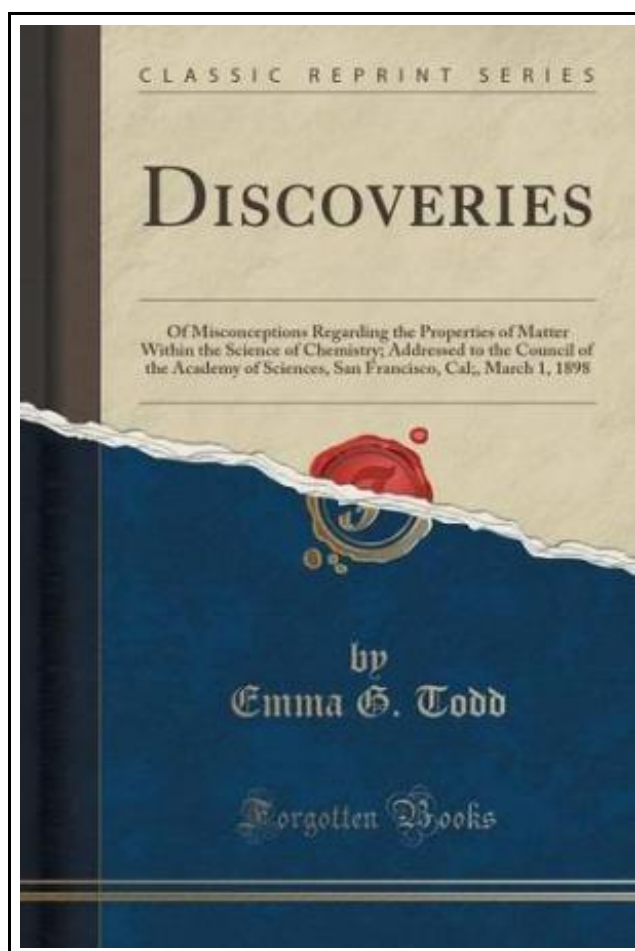 CLASSIC REPRINT SERIES
DISCOVERIES
Of Misconceptions Regarding the Properties of Matter
Within the Science of Chemistry; Addressed to the Council of
the Academy of Sciences, San Francisco, Cal;, March 1, 1898
by
Emma G. Todd
Forgotten Books